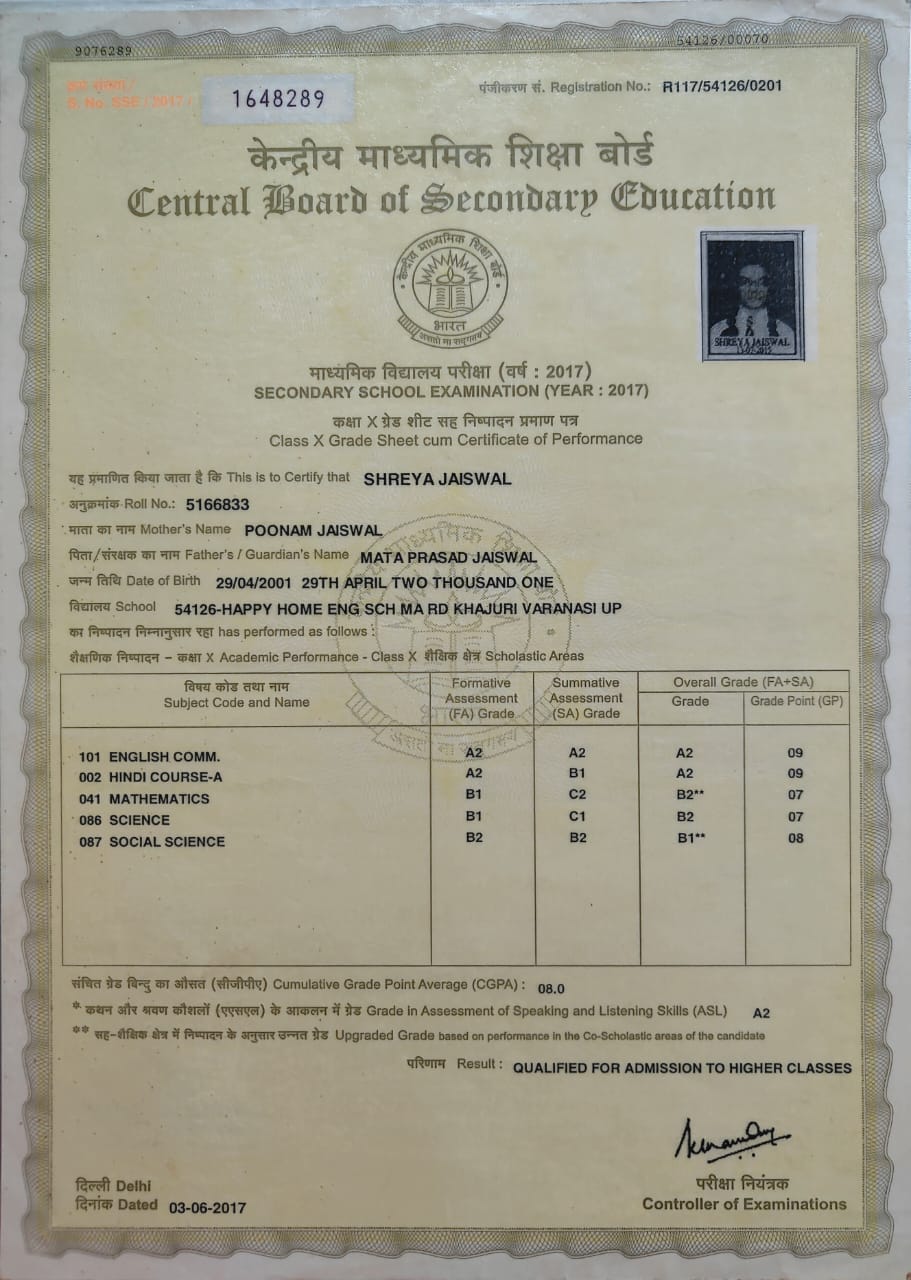 9076289
54126/00070
क्रम संख्या/
S. No. SSE / 2017 /
1648289
पंजीकरण सं. Registration No.: R117/54126/0201
केन्द्रीय माध्यमिक शिक्षा बोर्ड
Central Board of Secondary Education
केन्द्रीय माध्यमिक शिक्षा बोर्ड
भारत
असतो मा सद्गमय
SHREYA JAISWAL
माध्यमिक विद्यालय परीक्षा (वर्ष : 2017)
SECONDARY SCHOOL EXAMINATION (YEAR : 2017)
कक्षा X ग्रेड शीट सह निष्पादन प्रमाण पत्र
Class X Grade Sheet cum Certificate of Performance
यह प्रमाणित किया जाता है कि This is to Certify that SHREYA JAISWAL
अनुक्रमांक Roll No.: 5166833
माता का नाम Mother's Name POONAM JAISWAL
पिता/संरक्षक का नाम Father's / Guardian's Name MATA PRASAD JAISWAL
जन्म तिथि Date of Birth 29/04/2001 29TH APRIL TWO THOUSAND ONE
विद्यालय School 54126-HAPPY HOME ENG SCH MA RD KHAJURI VARANASI UP
का निष्पादन निम्नानुसार रहा has performed as follows :
शैक्षणिक निष्पादन – कक्षा X Academic Performance - Class X शैक्षिक क्षेत्र Scholastic Areas
विषय कोड तथा नाम
Subject Code and Name
Formative
Assessment
(FA) Grade
Summative
Assessment
(SA) Grade
Overall Grade (FA+SA)
Grade Grade Point (GP)
101 ENGLISH COMM. A2 A2 A2 09
002 HINDI COURSE-A A2 B1 A2 09
041 MATHEMATICS B1 C2 B2** 07
086 SCIENCE B1 C1 B2 07
087 SOCIAL SCIENCE B2 B2 B1** 08
संचित ग्रेड बिन्दु का औसत (सीजीपीए) Cumulative Grade Point Average (CGPA) : 08.0
* कथन और श्रवण कौशलों (एएसएल) के आकलन में ग्रेड Grade in Assessment of Speaking and Listening Skills (ASL) A2
** सह-शैक्षिक क्षेत्र में निष्पादन के अनुसार उन्नत ग्रेड Upgraded Grade based on performance in the Co-Scholastic areas of the candidate
परिणाम Result : QUALIFIED FOR ADMISSION TO HIGHER CLASSES
दिल्ली Delhi
दिनांक Dated 03-06-2017
परीक्षा नियंत्रक
Controller of Examinations